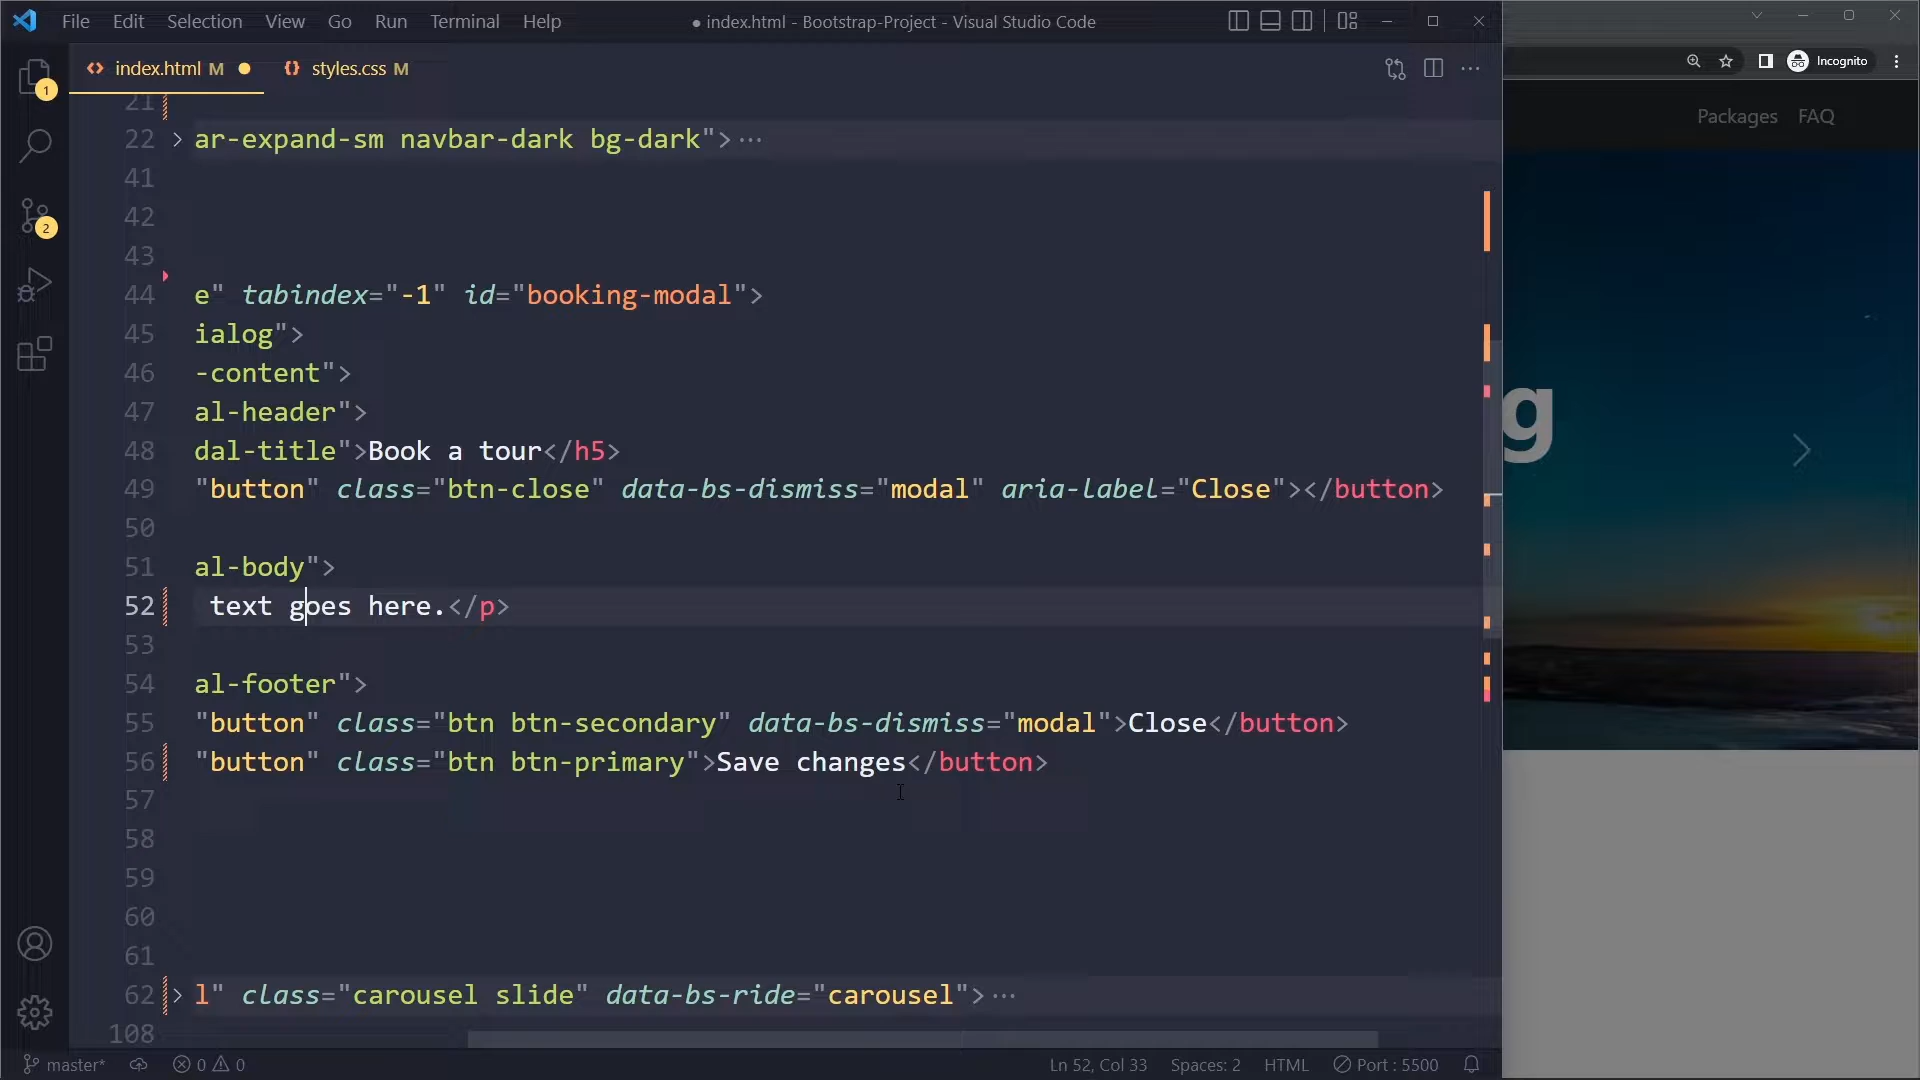 File Edit Selection View Go Run Terminal Help
● index.html - Bootstrap-Project - Visual Studio Code
index.html M ● {} styles.css M
Incognito
Packages FAQ
1
2
21
22 > ar-expand-sm navbar-dark bg-dark">···
41
42
43
44 e" tabindex="-1" id="booking-modal">
45 ialog">
46 -content">
47 al-header">
48 dal-title">Book a tour</h5>
49 "button" class="btn-close" data-bs-dismiss="modal" aria-label="Close"></button>
50
51 al-body">
52 text goes here.</p>
53
54 al-footer">
55 "button" class="btn btn-secondary" data-bs-dismiss="modal">Close</button>
56 "button" class="btn btn-primary">Save changes</button>
57
58
59
60
61
62 > l" class="carousel slide" data-bs-ride="carousel">···
108
g
master* 0 0 Ln 52, Col 33 Spaces: 2 HTML Port : 5500